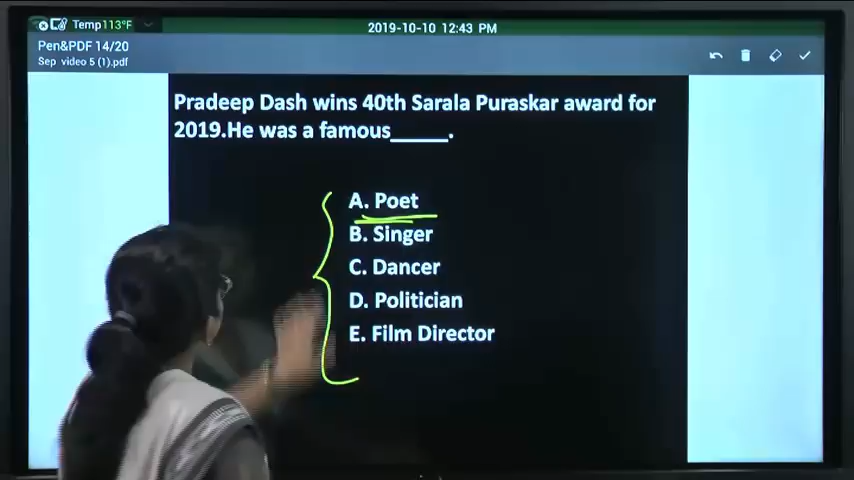 Temp113°F
2019-10-10 12:43 PM
Pen&PDF 14/20
Sep video 5 (1).pdf
Pradeep Dash wins 40th Sarala Puraskar award for
2019.He was a famous_____.
A. Poet
B. Singer
C. Dancer
D. Politician
E. Film Director